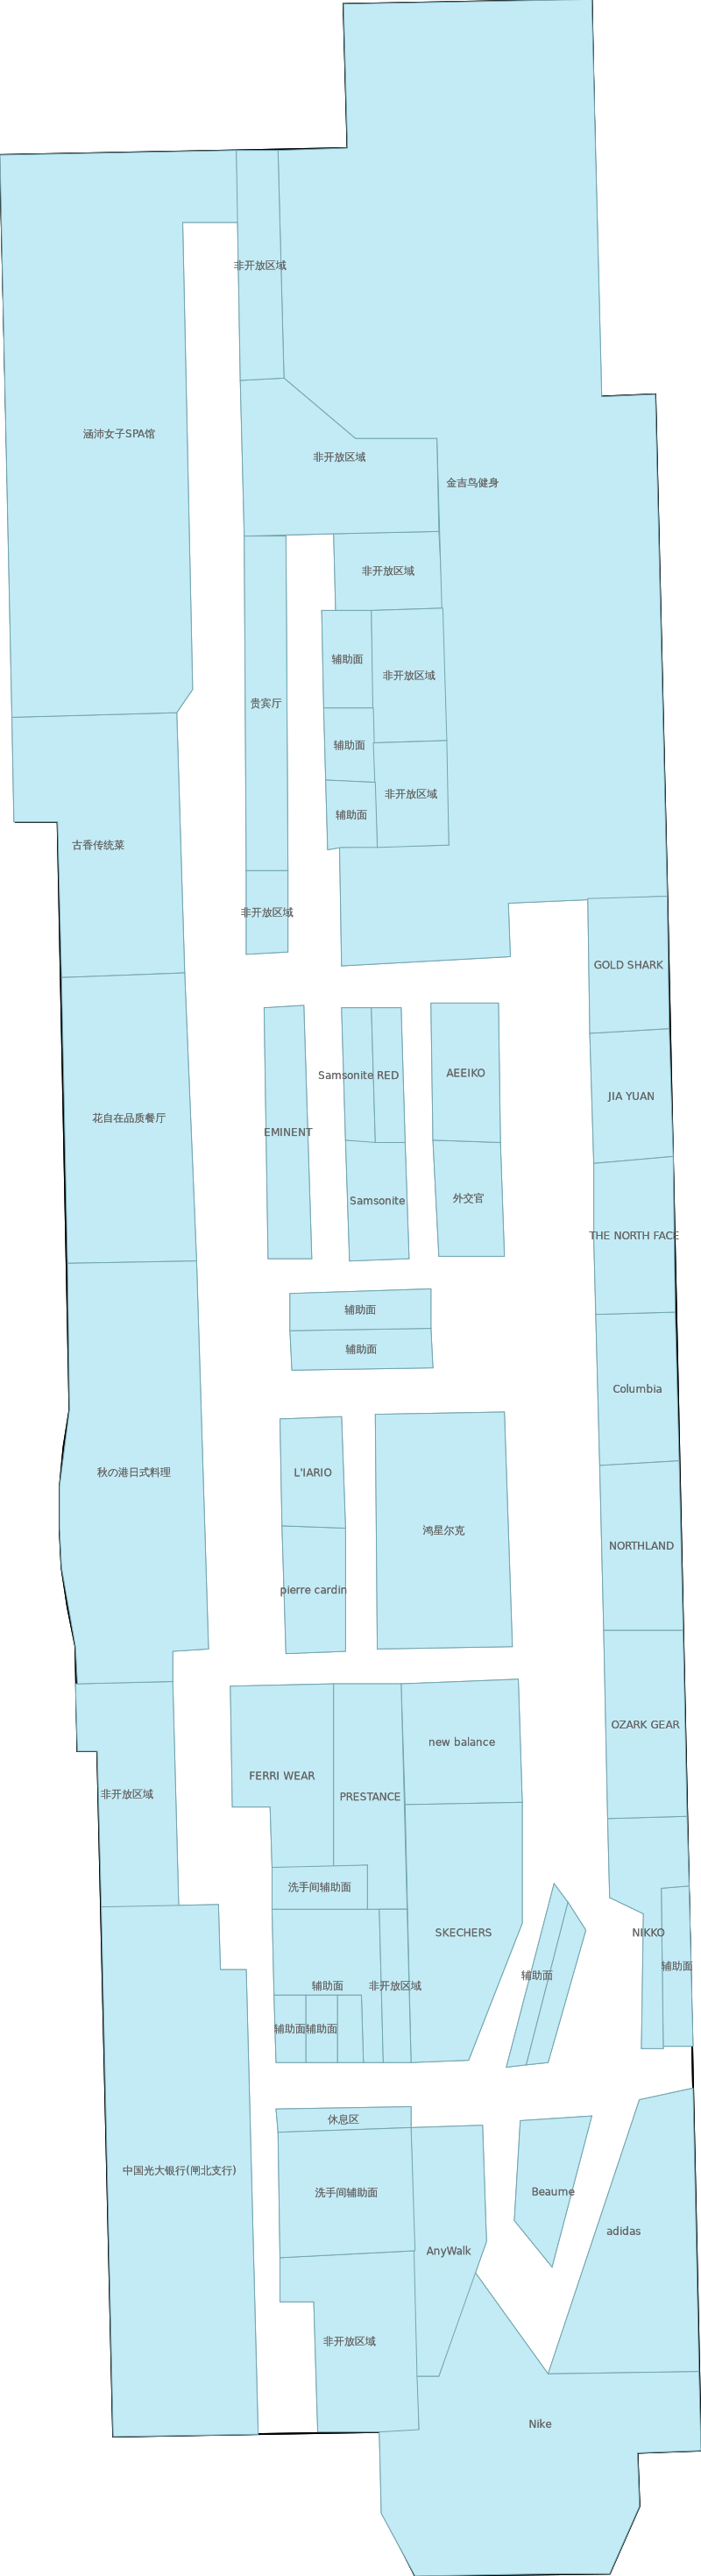 非开放区域
涵沛女子SPA馆
非开放区域
金吉鸟健身
非开放区域
辅助面
非开放区域
贵宾厅
辅助面
非开放区域
辅助面
古香传统菜
非开放区域
GOLD SHARK
Samsonite RED
AEEIKO
JIA YUAN
花自在品质餐厅
EMINENT
Samsonite
外交官
THE NORTH FACE
辅助面
辅助面
Columbia
秋の港日式料理
L'IARIO
鸿星尔克
NORTHLAND
pierre cardin
OZARK GEAR
new balance
FERRI WEAR
非开放区域
PRESTANCE
洗手间辅助面
SKECHERS
NIKKO
辅助面
辅助面
辅助面
非开放区域
辅助面
辅助面
休息区
中国光大银行(闸北支行)
洗手间辅助面
Beaume
adidas
AnyWalk
非开放区域
Nike